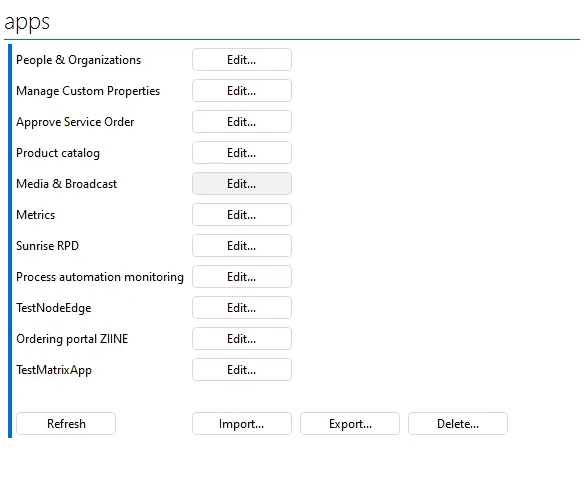 apps
People & Organizations Edit...
Manage Custom Properties Edit...
Approve Service Order Edit...
Product catalog Edit...
Media & Broadcast Edit...
Metrics Edit...
Sunrise RPD Edit...
Process automation monitoring Edit...
TestNodeEdge Edit...
Ordering portal ZIINE Edit...
TestMatrixApp Edit...
Refresh Import... Export... Delete...